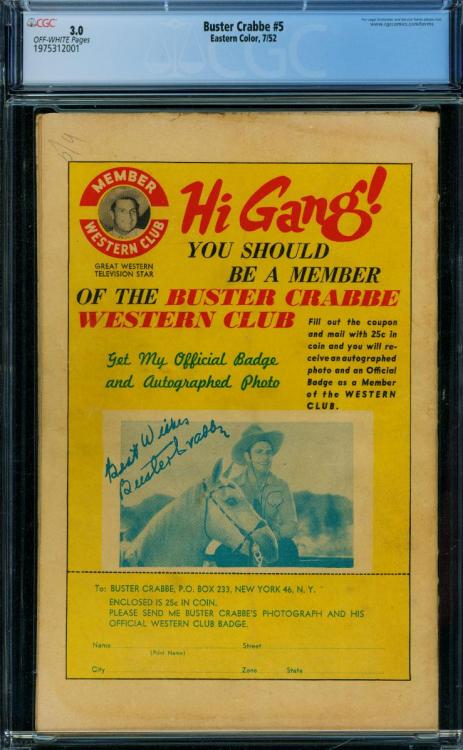 CGC
3.0
OFF-WHITE Pages
1975312001
Buster Crabbe #5
Eastern Color, 7/52
www.cgccomics.com/terms
CGC
6/9
MEMBER
WESTERN CLUB
GREAT WESTERN
TELEVISION STAR
Hi Gang!
YOU SHOULD
BE A MEMBER
OF THE BUSTER CRABBE
WESTERN CLUB
Get My Official Badge
and Autographed Photo
Fill out the coupon
and mail with 25c in
coin and you will re-
ceive an autographed
photo and an Official
Badge as a Member
of the WESTERN
CLUB.
Best Wishes
Buster Crabbe
To: BUSTER CRABBE, P.O. BOX 233, NEW YORK 46, N. Y.
ENCLOSED IS 25c IN COIN.
PLEASE SEND ME BUSTER CRABBE'S PHOTOGRAPH AND HIS
OFFICIAL WESTERN CLUB BADGE.
Name Street
(Print Name)
City Zone State